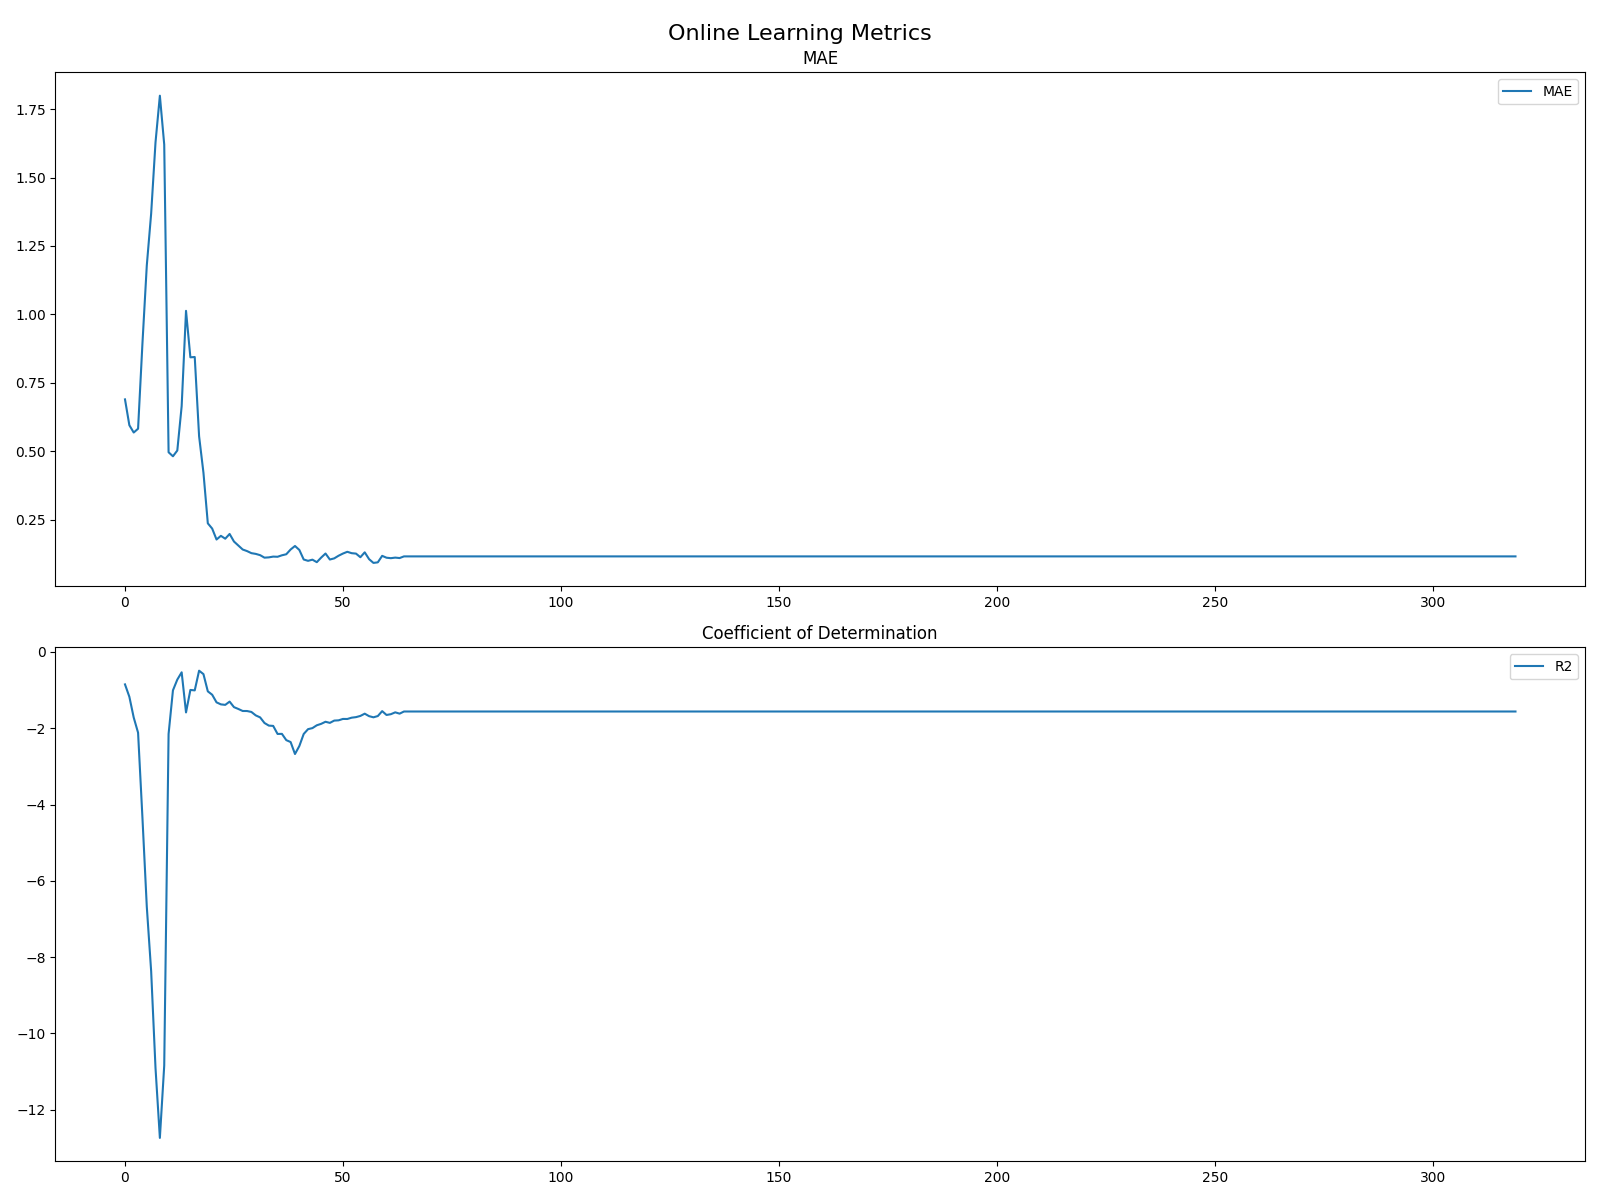 Online Learning Metrics
MAE
MAE
1.75
1.50
1.25
1.00
0.75
0.50
0.25
0 50 100 150 200 250 300
Coefficient of Determination
R2
0
−2
−4
−6
−8
−10
−12
0 50 100 150 200 250 300